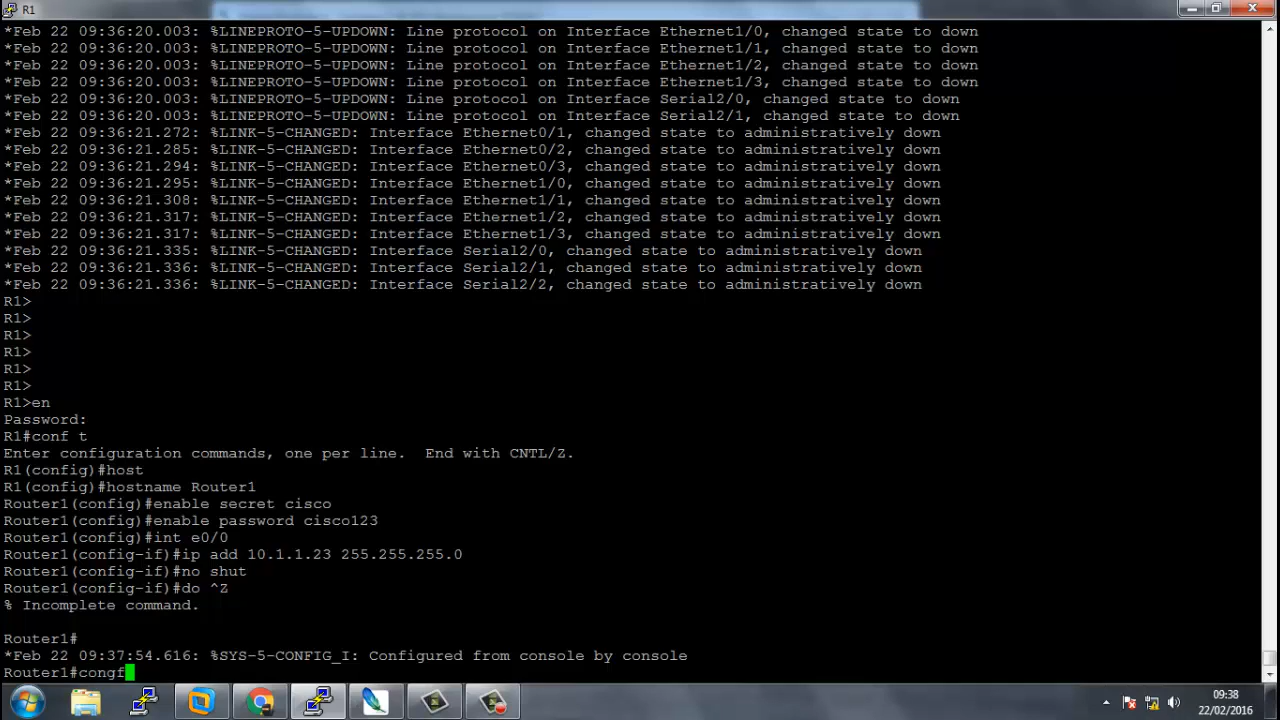 R1
*Feb 22 09:36:20.003: %LINEPROTO-5-UPDOWN: Line protocol on Interface Ethernet1/0, changed state to down
*Feb 22 09:36:20.003: %LINEPROTO-5-UPDOWN: Line protocol on Interface Ethernet1/1, changed state to down
*Feb 22 09:36:20.003: %LINEPROTO-5-UPDOWN: Line protocol on Interface Ethernet1/2, changed state to down
*Feb 22 09:36:20.003: %LINEPROTO-5-UPDOWN: Line protocol on Interface Ethernet1/3, changed state to down
*Feb 22 09:36:20.003: %LINEPROTO-5-UPDOWN: Line protocol on Interface Serial2/0, changed state to down
*Feb 22 09:36:20.003: %LINEPROTO-5-UPDOWN: Line protocol on Interface Serial2/1, changed state to down
*Feb 22 09:36:21.272: %LINK-5-CHANGED: Interface Ethernet0/1, changed state to administratively down
*Feb 22 09:36:21.285: %LINK-5-CHANGED: Interface Ethernet0/2, changed state to administratively down
*Feb 22 09:36:21.294: %LINK-5-CHANGED: Interface Ethernet0/3, changed state to administratively down
*Feb 22 09:36:21.295: %LINK-5-CHANGED: Interface Ethernet1/0, changed state to administratively down
*Feb 22 09:36:21.308: %LINK-5-CHANGED: Interface Ethernet1/1, changed state to administratively down
*Feb 22 09:36:21.317: %LINK-5-CHANGED: Interface Ethernet1/2, changed state to administratively down
*Feb 22 09:36:21.317: %LINK-5-CHANGED: Interface Ethernet1/3, changed state to administratively down
*Feb 22 09:36:21.335: %LINK-5-CHANGED: Interface Serial2/0, changed state to administratively down
*Feb 22 09:36:21.336: %LINK-5-CHANGED: Interface Serial2/1, changed state to administratively down
*Feb 22 09:36:21.336: %LINK-5-CHANGED: Interface Serial2/2, changed state to administratively down
R1>
R1>
R1>
R1>
R1>
R1>
R1>en
Password:
R1#conf t
Enter configuration commands, one per line.  End with CNTL/Z.
R1(config)#host
R1(config)#hostname Router1
Router1(config)#enable secret cisco
Router1(config)#enable password cisco123
Router1(config)#int e0/0
Router1(config-if)#ip add 10.1.1.23 255.255.255.0
Router1(config-if)#no shut
Router1(config-if)#do ^Z
% Incomplete command.
Router1#
*Feb 22 09:37:54.616: %SYS-5-CONFIG_I: Configured from console by console
Router1#congf
09:38
22/02/2016